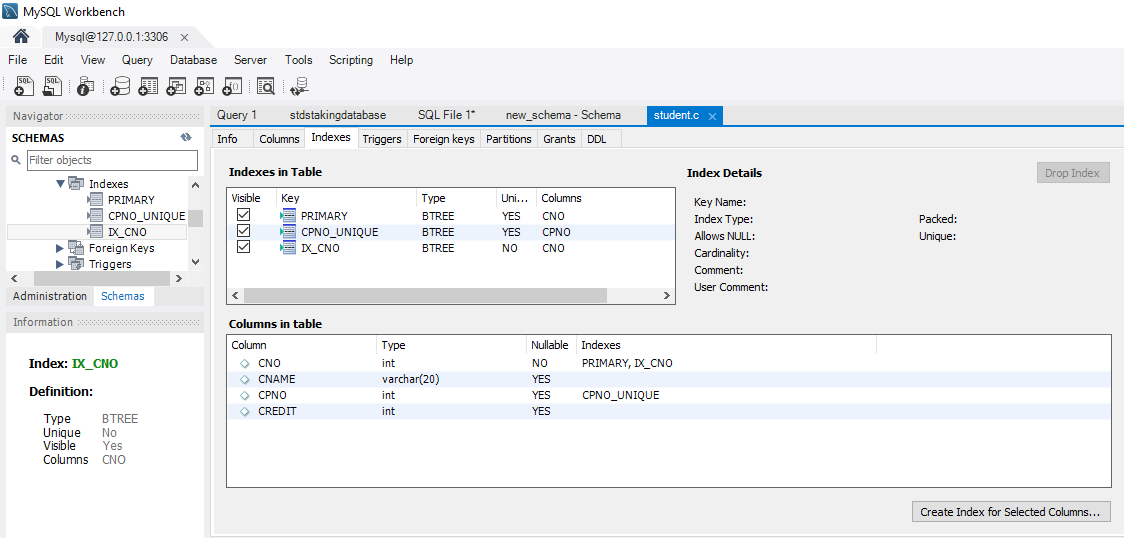 MySQL Workbench
Mysql@127.0.0.1:3306 ×
File Edit View Query Database Server Tools Scripting Help
Navigator
SCHEMAS
Filter objects
Indexes
PRIMARY
CPNO_UNIQUE
IX_CNO
Foreign Keys
Triggers
Administration Schemas
Information
Index: IX_CNO
Definition:
Type BTREE
Unique No
Visible Yes
Columns CNO
Query 1 stdstakingdatabase SQL File 1* new_schema - Schema student.c ×
Info Columns Indexes Triggers Foreign keys Partitions Grants DDL
Indexes in Table
Visible Key Type Uni... Columns
PRIMARY BTREE YES CNO
CPNO_UNIQUE BTREE YES CPNO
IX_CNO BTREE NO CNO
Index Details Drop Index
Key Name:
Index Type: Packed:
Allows NULL: Unique:
Cardinality:
Comment:
User Comment:
Columns in table
Column Type Nullable Indexes
CNO int NO PRIMARY, IX_CNO
CNAME varchar(20) YES
CPNO int YES CPNO_UNIQUE
CREDIT int YES
Create Index for Selected Columns...